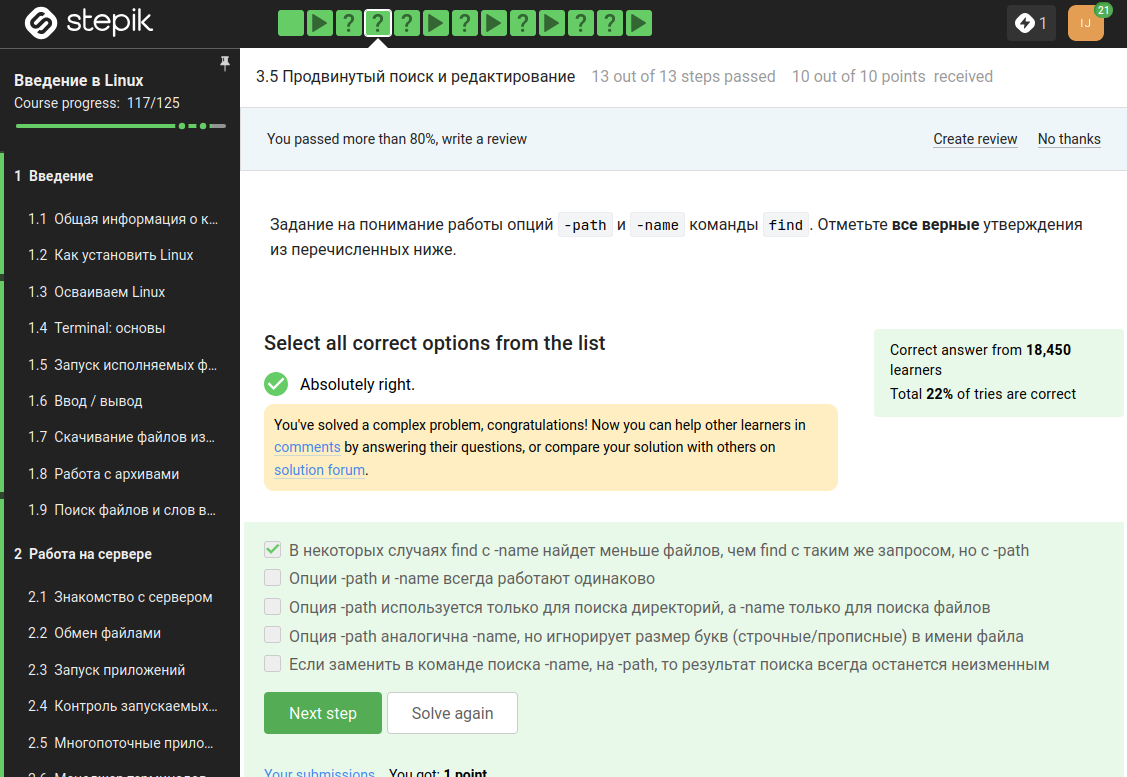 stepik
? ? ? ? ? ? ?
1
IJ
21
Введение в Linux
Course progress: 117/125
3.5 Продвинутый поиск и редактирование 13 out of 13 steps passed 10 out of 10 points received
You passed more than 80%, write a review Create review No thanks
1 Введение
1.1 Общая информация о к...
1.2 Как установить Linux
1.3 Осваиваем Linux
1.4 Terminal: основы
1.5 Запуск исполняемых ф...
1.6 Ввод / вывод
1.7 Скачивание файлов из...
1.8 Работа с архивами
1.9 Поиск файлов и слов в...
2 Работа на сервере
2.1 Знакомство с сервером
2.2 Обмен файлами
2.3 Запуск приложений
2.4 Контроль запускаемых...
2.5 Многопоточные прило...
Задание на понимание работы опций -path и -name команды find. Отметьте все верные утверждения
из перечисленных ниже.
Select all correct options from the list
Absolutely right.
You've solved a complex problem, congratulations! Now you can help other learners in
comments by answering their questions, or compare your solution with others on
solution forum.
Correct answer from 18,450
learners
Total 22% of tries are correct
В некоторых случаях find с -name найдет меньше файлов, чем find с таким же запросом, но с -path
Опции -path и -name всегда работают одинаково
Опция -path используется только для поиска директорий, а -name только для поиска файлов
Опция -path аналогична -name, но игнорирует размер букв (строчные/прописные) в имени файла
Если заменить в команде поиска -name, на -path, то результат поиска всегда останется неизменным
Next step
Solve again
Your submissions You got: 1 point